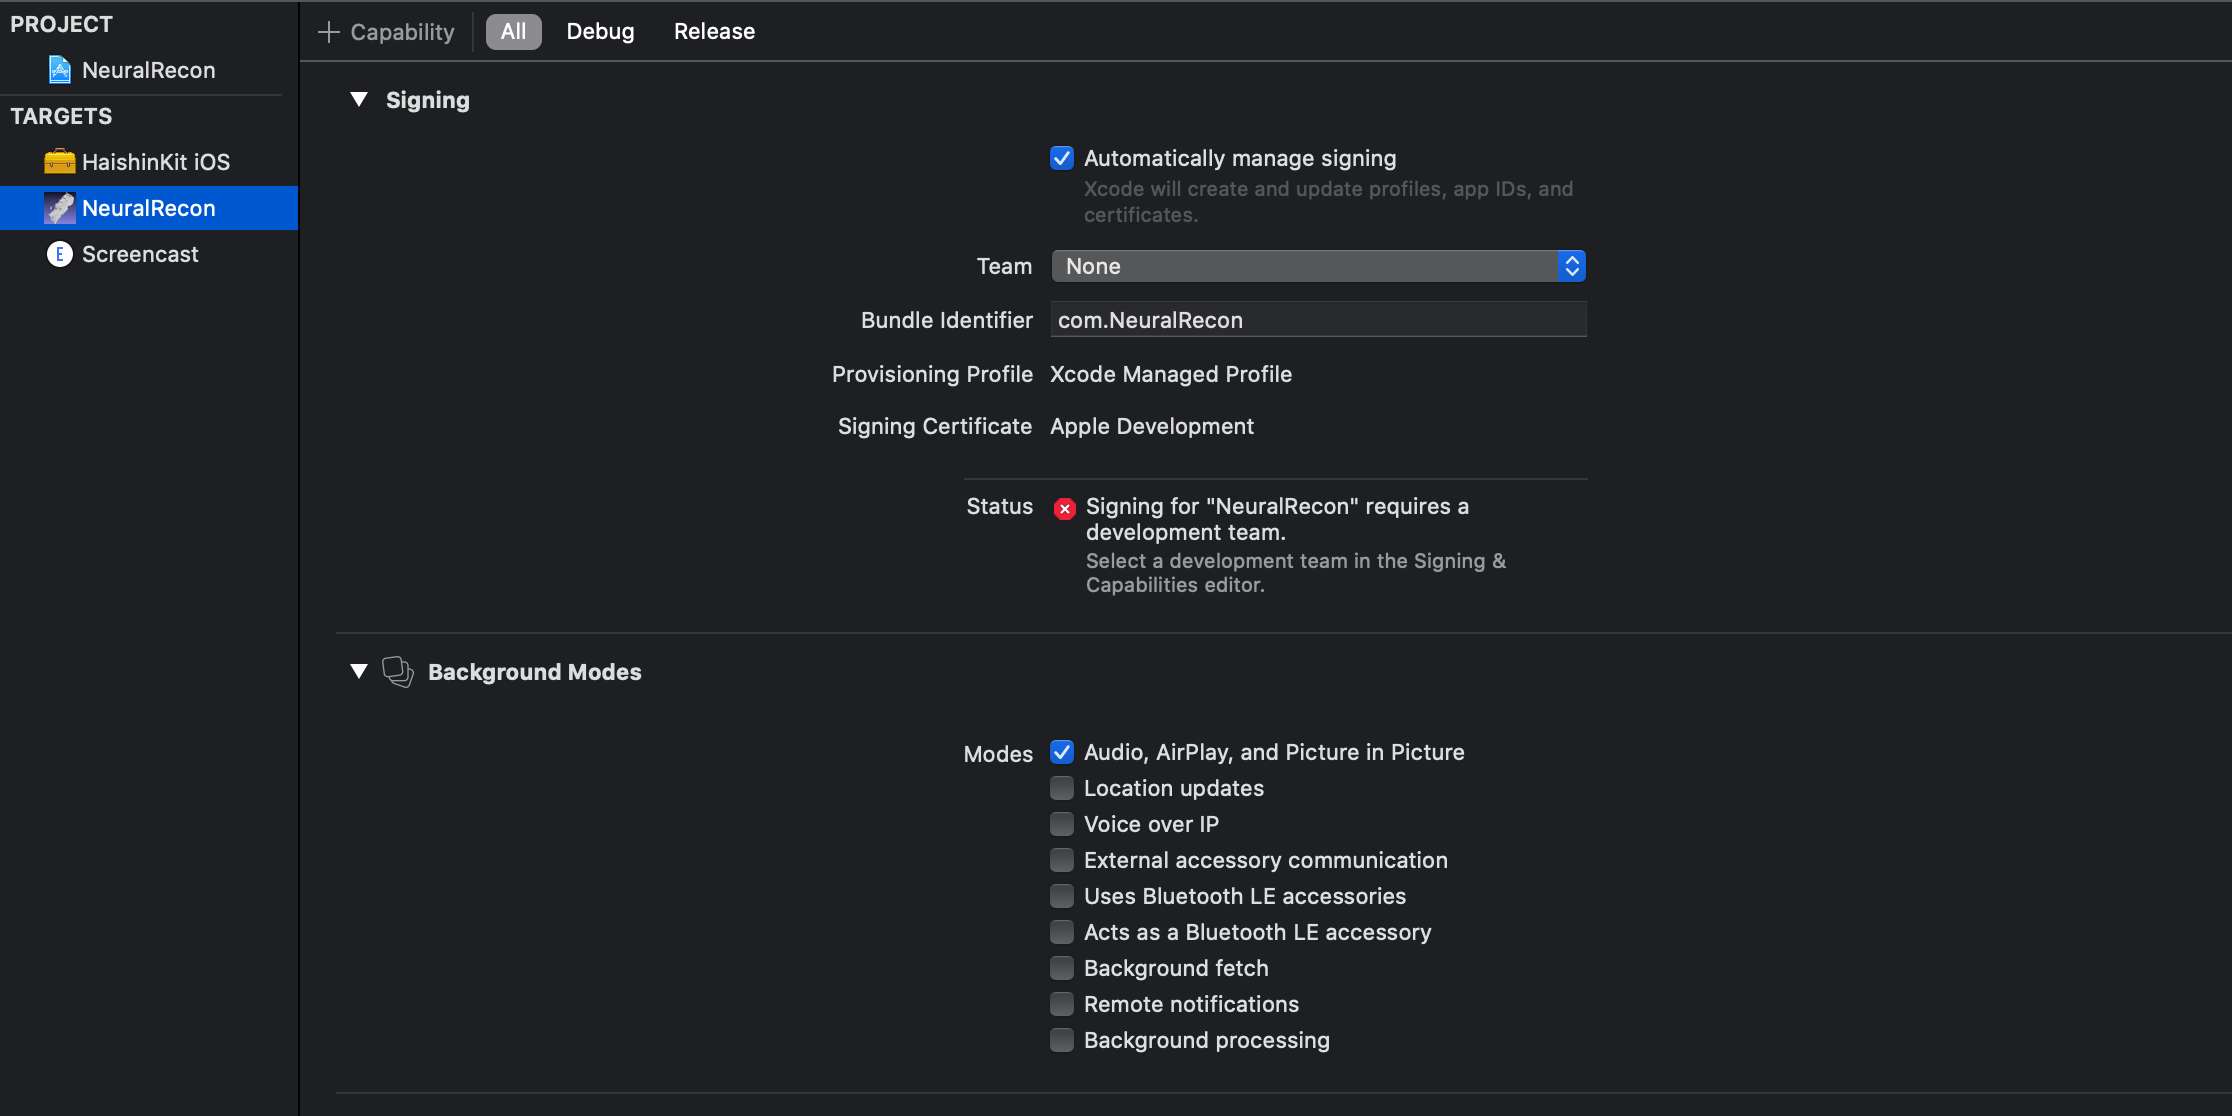 PROJECT
NeuralRecon
TARGETS
HaishinKit iOS
NeuralRecon
E Screencast
+ Capability All Debug Release
Signing
Automatically manage signing
Xcode will create and update profiles, app IDs, and
certificates.
Team None
Bundle Identifier com.NeuralRecon
Provisioning Profile Xcode Managed Profile
Signing Certificate Apple Development
Status Signing for "NeuralRecon" requires a
development team.
Select a development team in the Signing &
Capabilities editor.
Background Modes
Modes Audio, AirPlay, and Picture in Picture
Location updates
Voice over IP
External accessory communication
Uses Bluetooth LE accessories
Acts as a Bluetooth LE accessory
Background fetch
Remote notifications
Background processing